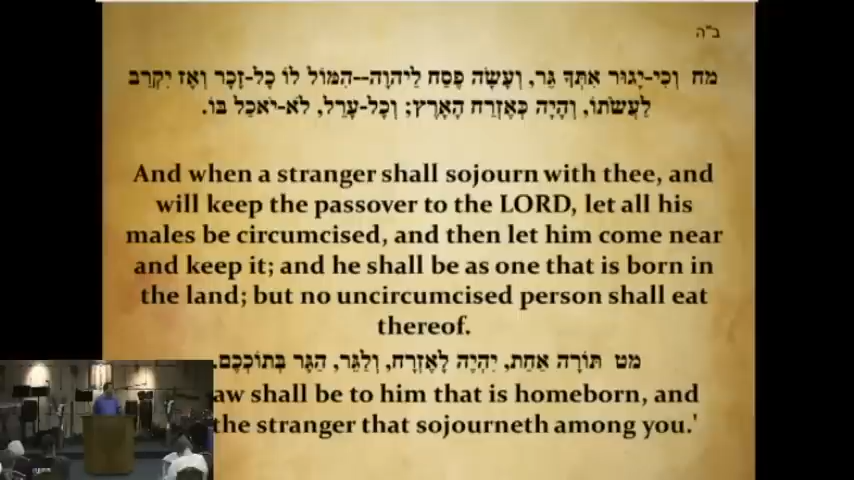 ב"ה
מח וְכִי-יָגוּר אִתְּךָ גֵּר, וְעָשָׂה פֶסַח לַיהוָה--הִמּוֹל לוֹ כָל-זָכָר וְאָז יִקְרַב
לַעֲשֹׂתוֹ, וְהָיָה כְּאֶזְרַח הָאָרֶץ; וְכָל-עָרֵל, לֹא-יֹאכַל בּוֹ.
And when a stranger shall sojourn with thee, and
will keep the passover to the LORD, let all his
males be circumcised, and then let him come near
and keep it; and he shall be as one that is born in
the land; but no uncircumcised person shall eat
thereof.
מט תּוֹרָה אַחַת, יִהְיֶה לָאֶזְרָח, וְלַגֵּר, הַגָּר בְּתוֹכְכֶם.
aw shall be to him that is homeborn, and
the stranger that sojourneth among you.'